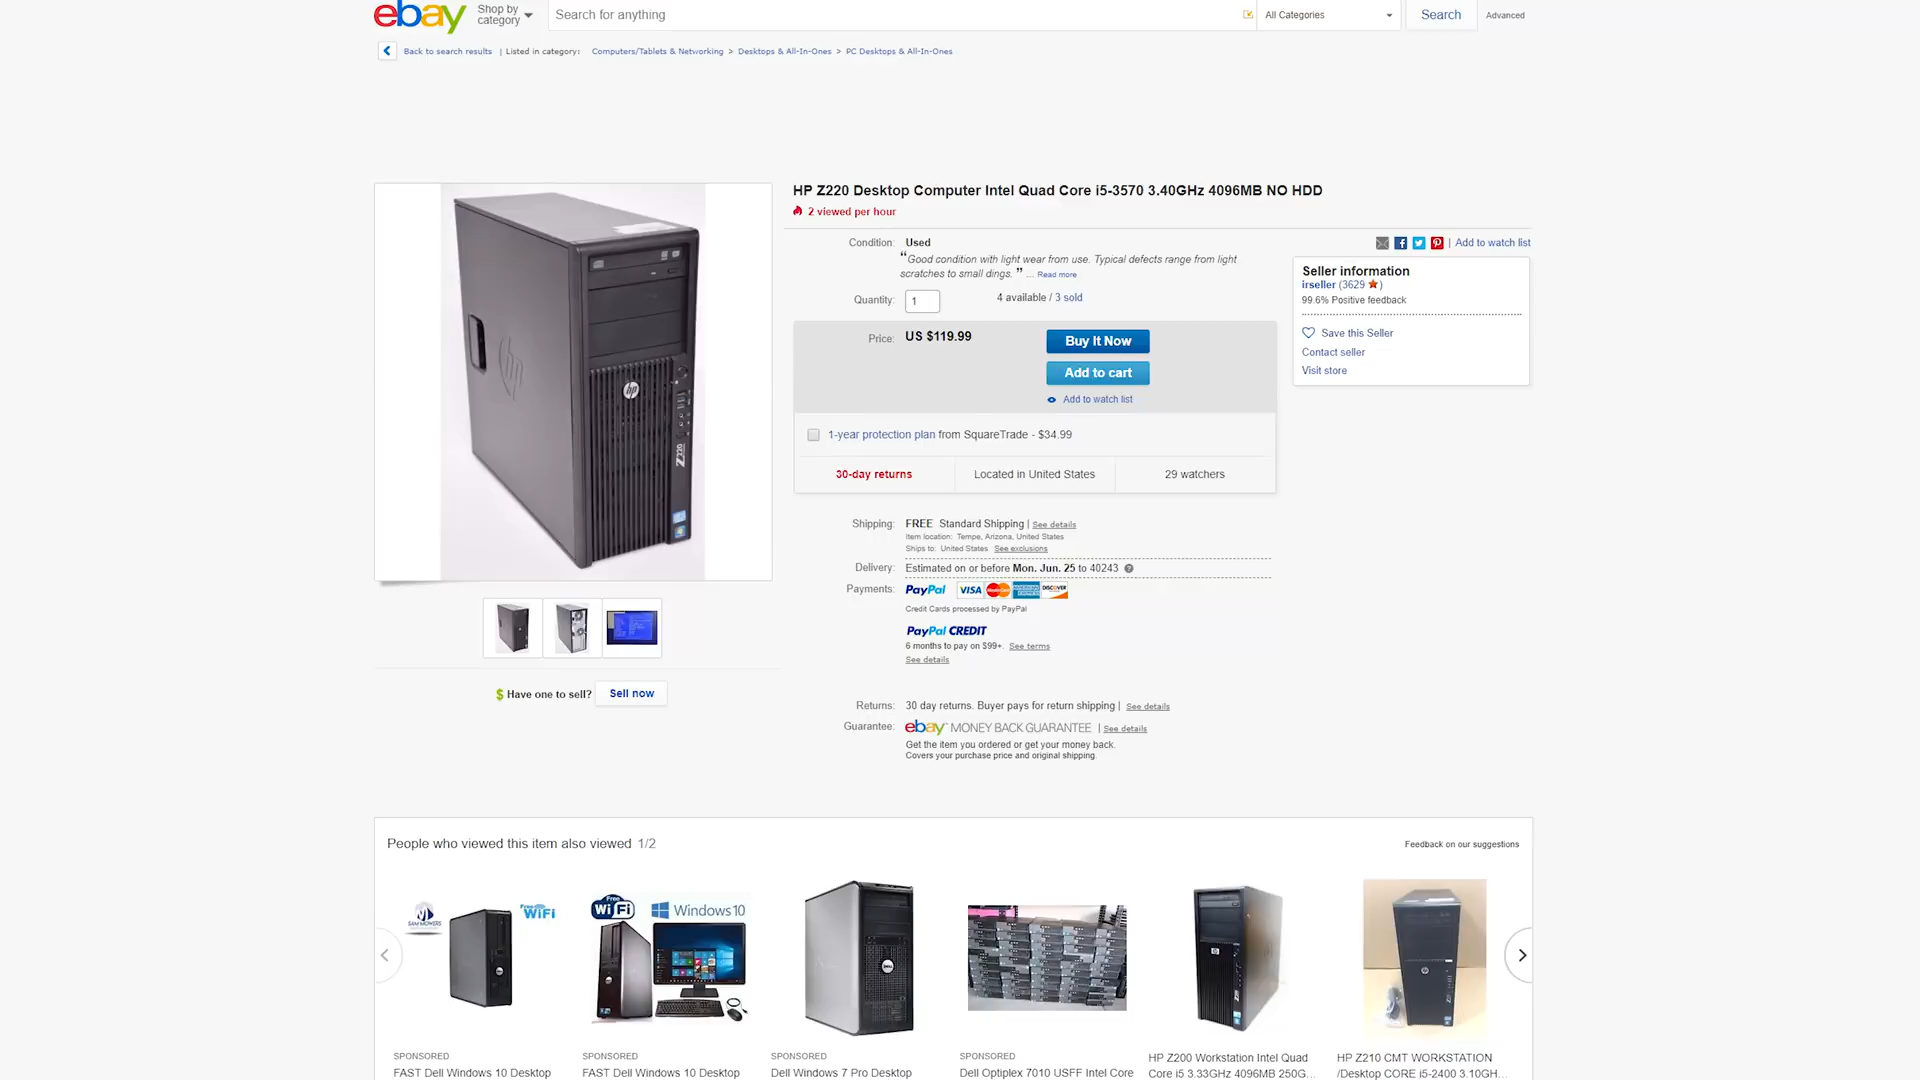 ebay
Shop by
category
Search for anything
All Categories
Search
Advanced
Back to search results | Listed in category: Computers/Tablets & Networking > Desktops & All-In-Ones > PC Desktops & All-In-Ones
HP Z220 Desktop Computer Intel Quad Core i5-3570 3.40GHz 4096MB NO HDD
2 viewed per hour
Condition: Used
“Good condition with light wear from use. Typical defects range from light
scratches to small dings. ” ... Read more
Quantity: 1 4 available / 3 sold
Price: US $119.99
Buy It Now
Add to cart
Add to watch list
1-year protection plan from SquareTrade - $34.99
30-day returns
Located in United States
29 watchers
| Add to watch list
Seller information
irseller (3629 )
99.6% Positive feedback
Save this Seller
Contact seller
Visit store
Shipping: FREE Standard Shipping | See details
Item location: Tempe, Arizona, United States
Ships to: United States See exclusions
Delivery: Estimated on or before Mon. Jun. 25 to 40243
Payments: PayPal VISA MasterCard DISCOVER
Credit Cards processed by PayPal
PayPal CREDIT
6 months to pay on $99+. See terms
See details
Returns: 30 day returns. Buyer pays for return shipping | See details
Guarantee: ebay MONEY BACK GUARANTEE | See details
Get the item you ordered or get your money back.
Covers your purchase price and original shipping.
hp
Z220
$ Have one to sell? Sell now
People who viewed this item also viewed 1/2
Feedback on our suggestions
SAM MOWERS
Free WiFi
SPONSORED
FAST Dell Windows 10 Desktop
Free
WiFi
Windows 10
SPONSORED
FAST Dell Windows 10 Desktop
DELL
SPONSORED
Dell Windows 7 Pro Desktop
SPONSORED
Dell Optiplex 7010 USFF Intel Core
HP Z200 Workstation Intel Quad
Core i5 3.33GHz 4096MB 250G...
HP Z210 CMT WORKSTATION
/Desktop CORE i5-2400 3.10GH...